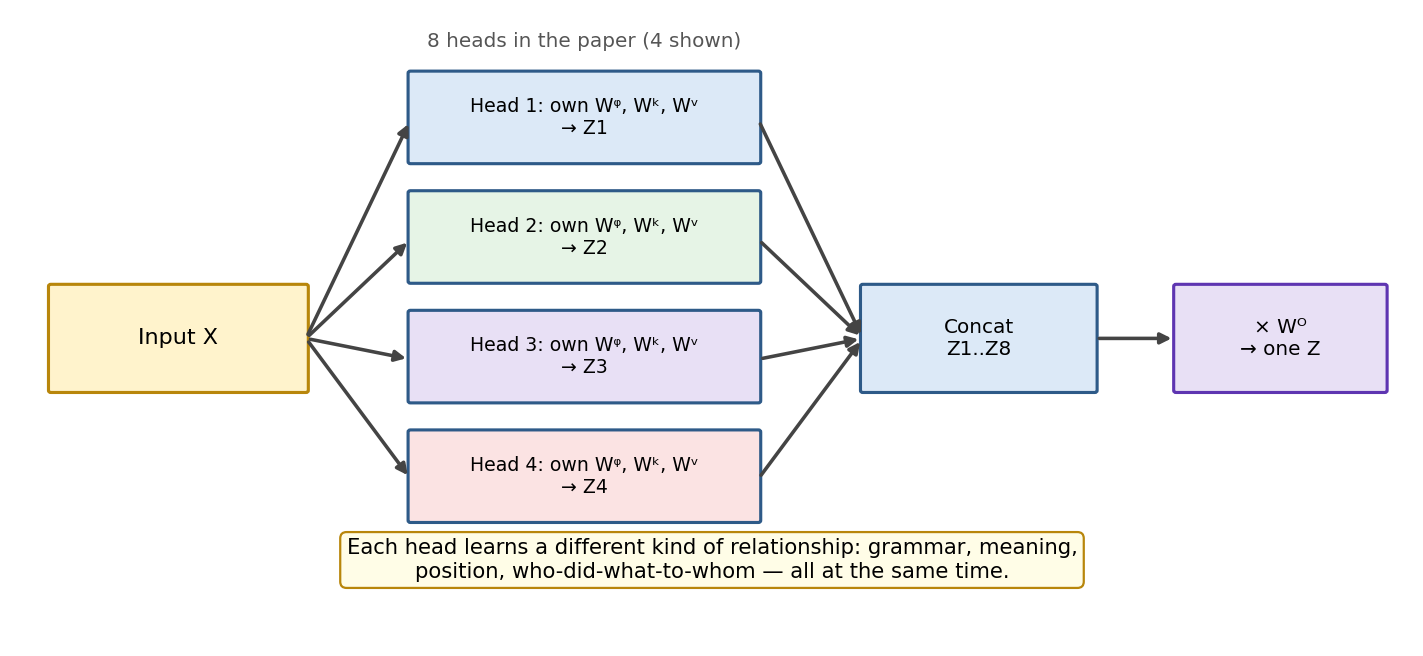 8 heads in the paper (4 shown)
Head 1: own Wᵠ, Wᵏ, Wᵛ
→ Z1
Head 2: own Wᵠ, Wᵏ, Wᵛ
→ Z2
Input X
Head 3: own Wᵠ, Wᵏ, Wᵛ
→ Z3
Head 4: own Wᵠ, Wᵏ, Wᵛ
→ Z4
Concat
Z1..Z8
× Wᴼ
→ one Z
Each head learns a different kind of relationship: grammar, meaning,
position, who-did-what-to-whom — all at the same time.